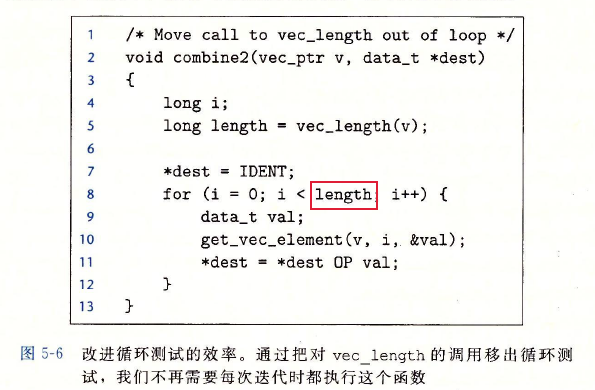 1 /* Move call to vec_length out of loop */
2 void combine2(vec_ptr v, data_t *dest)
3 {
4     long i;
5     long length = vec_length(v);
6
7     *dest = IDENT;
8     for (i = 0; i < length; i++) {
9         data_t val;
10         get_vec_element(v, i, &val);
11         *dest = *dest OP val;
12     }
13 }
图 5-6 改进循环测试的效率。通过把对 vec_length 的调用移出循环测
试，我们不再需要每次迭代时都执行这个函数